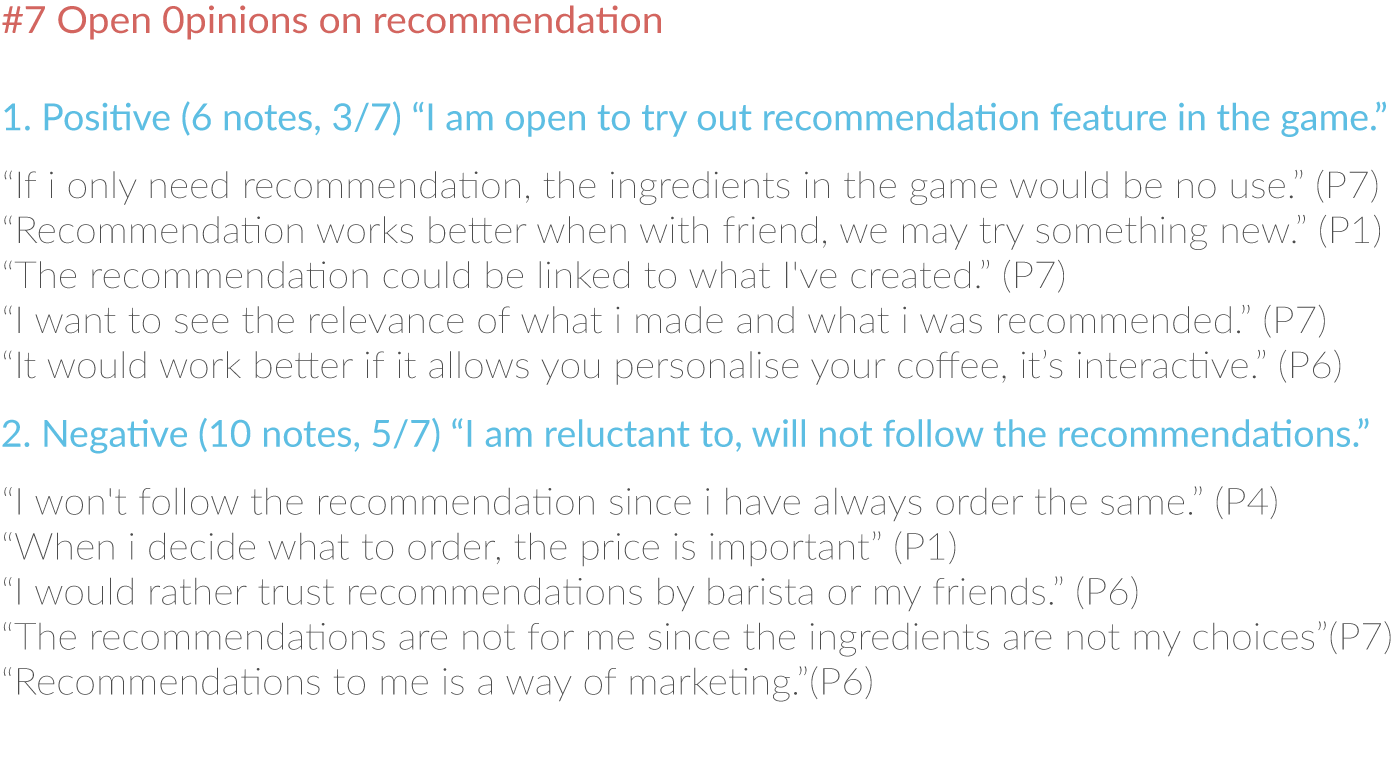 #7 Open 0pinions on recommendation
1. Positive (6 notes, 3/7) “I am open to try out recommendation feature in the game.”
“If i only need recommendation, the ingredients in the game would be no use.” (P7)
“Recommendation works better when with friend, we may try something new.” (P1)
“The recommendation could be linked to what I've created.” (P7)
“I want to see the relevance of what i made and what i was recommended.” (P7)
“It would work better if it allows you personalise your coffee, it’s interactive.” (P6)
2. Negative (10 notes, 5/7) “I am reluctant to, will not follow the recommendations.”
“I won't follow the recommendation since i have always order the same.” (P4)
“When i decide what to order, the price is important” (P1)
“I would rather trust recommendations by barista or my friends.” (P6)
“The recommendations are not for me since the ingredients are not my choices”(P7)
“Recommendations to me is a way of marketing.”(P6)